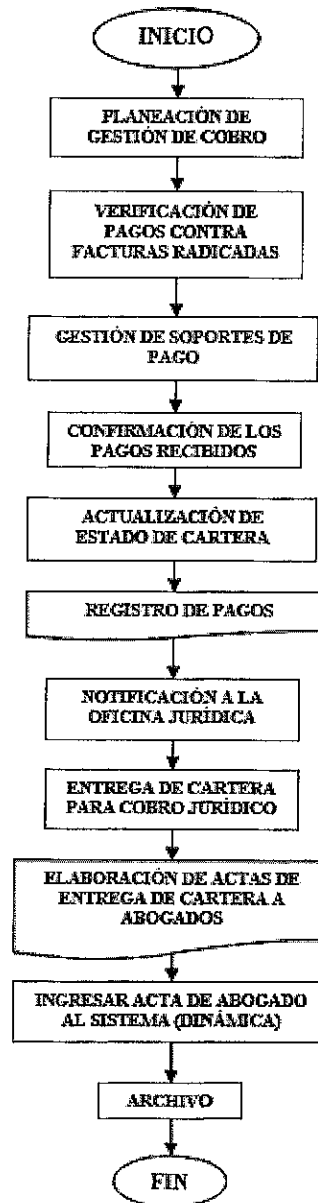 INICIO
PLANEACIÓN DE
GESTIÓN DE COBRO
VERIFICACIÓN DE
PAGOS CONTRA
FACTURAS RADICADAS
GESTIÓN DE SOPORTES DE
PAGO
CONFIRMACIÓN DE LOS
PAGOS RECIBIDOS
ACTUALIZACIÓN DE
ESTADO DE CARTERA
REGISTRO DE PAGOS
NOTIFICACIÓN A LA
OFICINA JURÍDICA
ENTREGA DE CARTERA
PARA COBRO JURÍDICO
ELABORACIÓN DE ACTAS DE
ENTREGA DE CARTERA A
ABOGADOS
INGRESAR ACTA DE ABOGADO
AL SISTEMA (DINÁMICA)
ARCHIVO
FIN